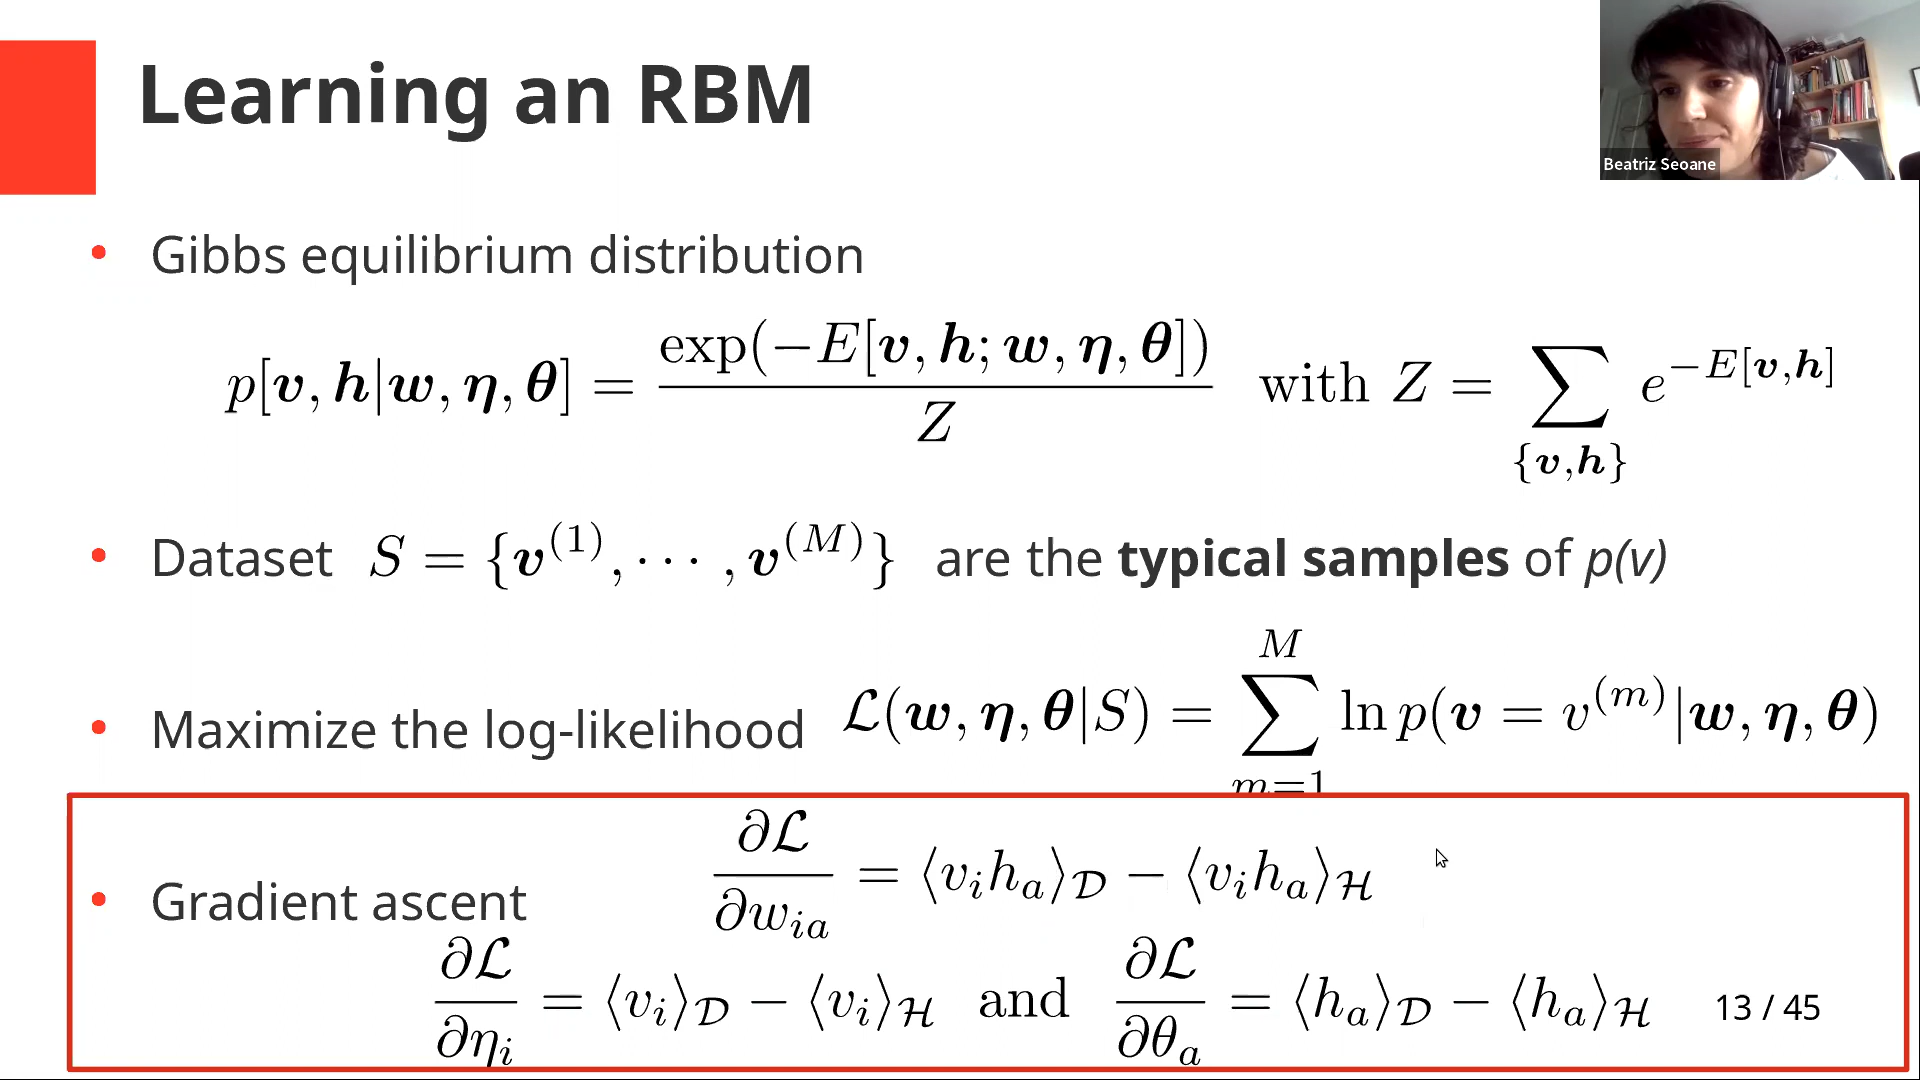 Learning an RBM
Beatriz Seoane
• Gibbs equilibrium distribution
p[v, h|w, η, θ] = exp(−E[v, h; w, η, θ]) / Z with Z = ∑_{v,h} e^{−E[v,h]}
• Dataset S = {v^(1), ⋯ , v^(M)} are the typical samples of p(v)
• Maximize the log-likelihood ℒ(w, η, θ|S) = ∑_{m=1}^{M} ln p(v = v^(m)|w, η, θ)
• Gradient ascent ∂ℒ/∂w_{ia} = ⟨v_i h_a⟩_𝒟 − ⟨v_i h_a⟩_ℋ
∂ℒ/∂η_i = ⟨v_i⟩_𝒟 − ⟨v_i⟩_ℋ and ∂ℒ/∂θ_a = ⟨h_a⟩_𝒟 − ⟨h_a⟩_ℋ
13 / 45